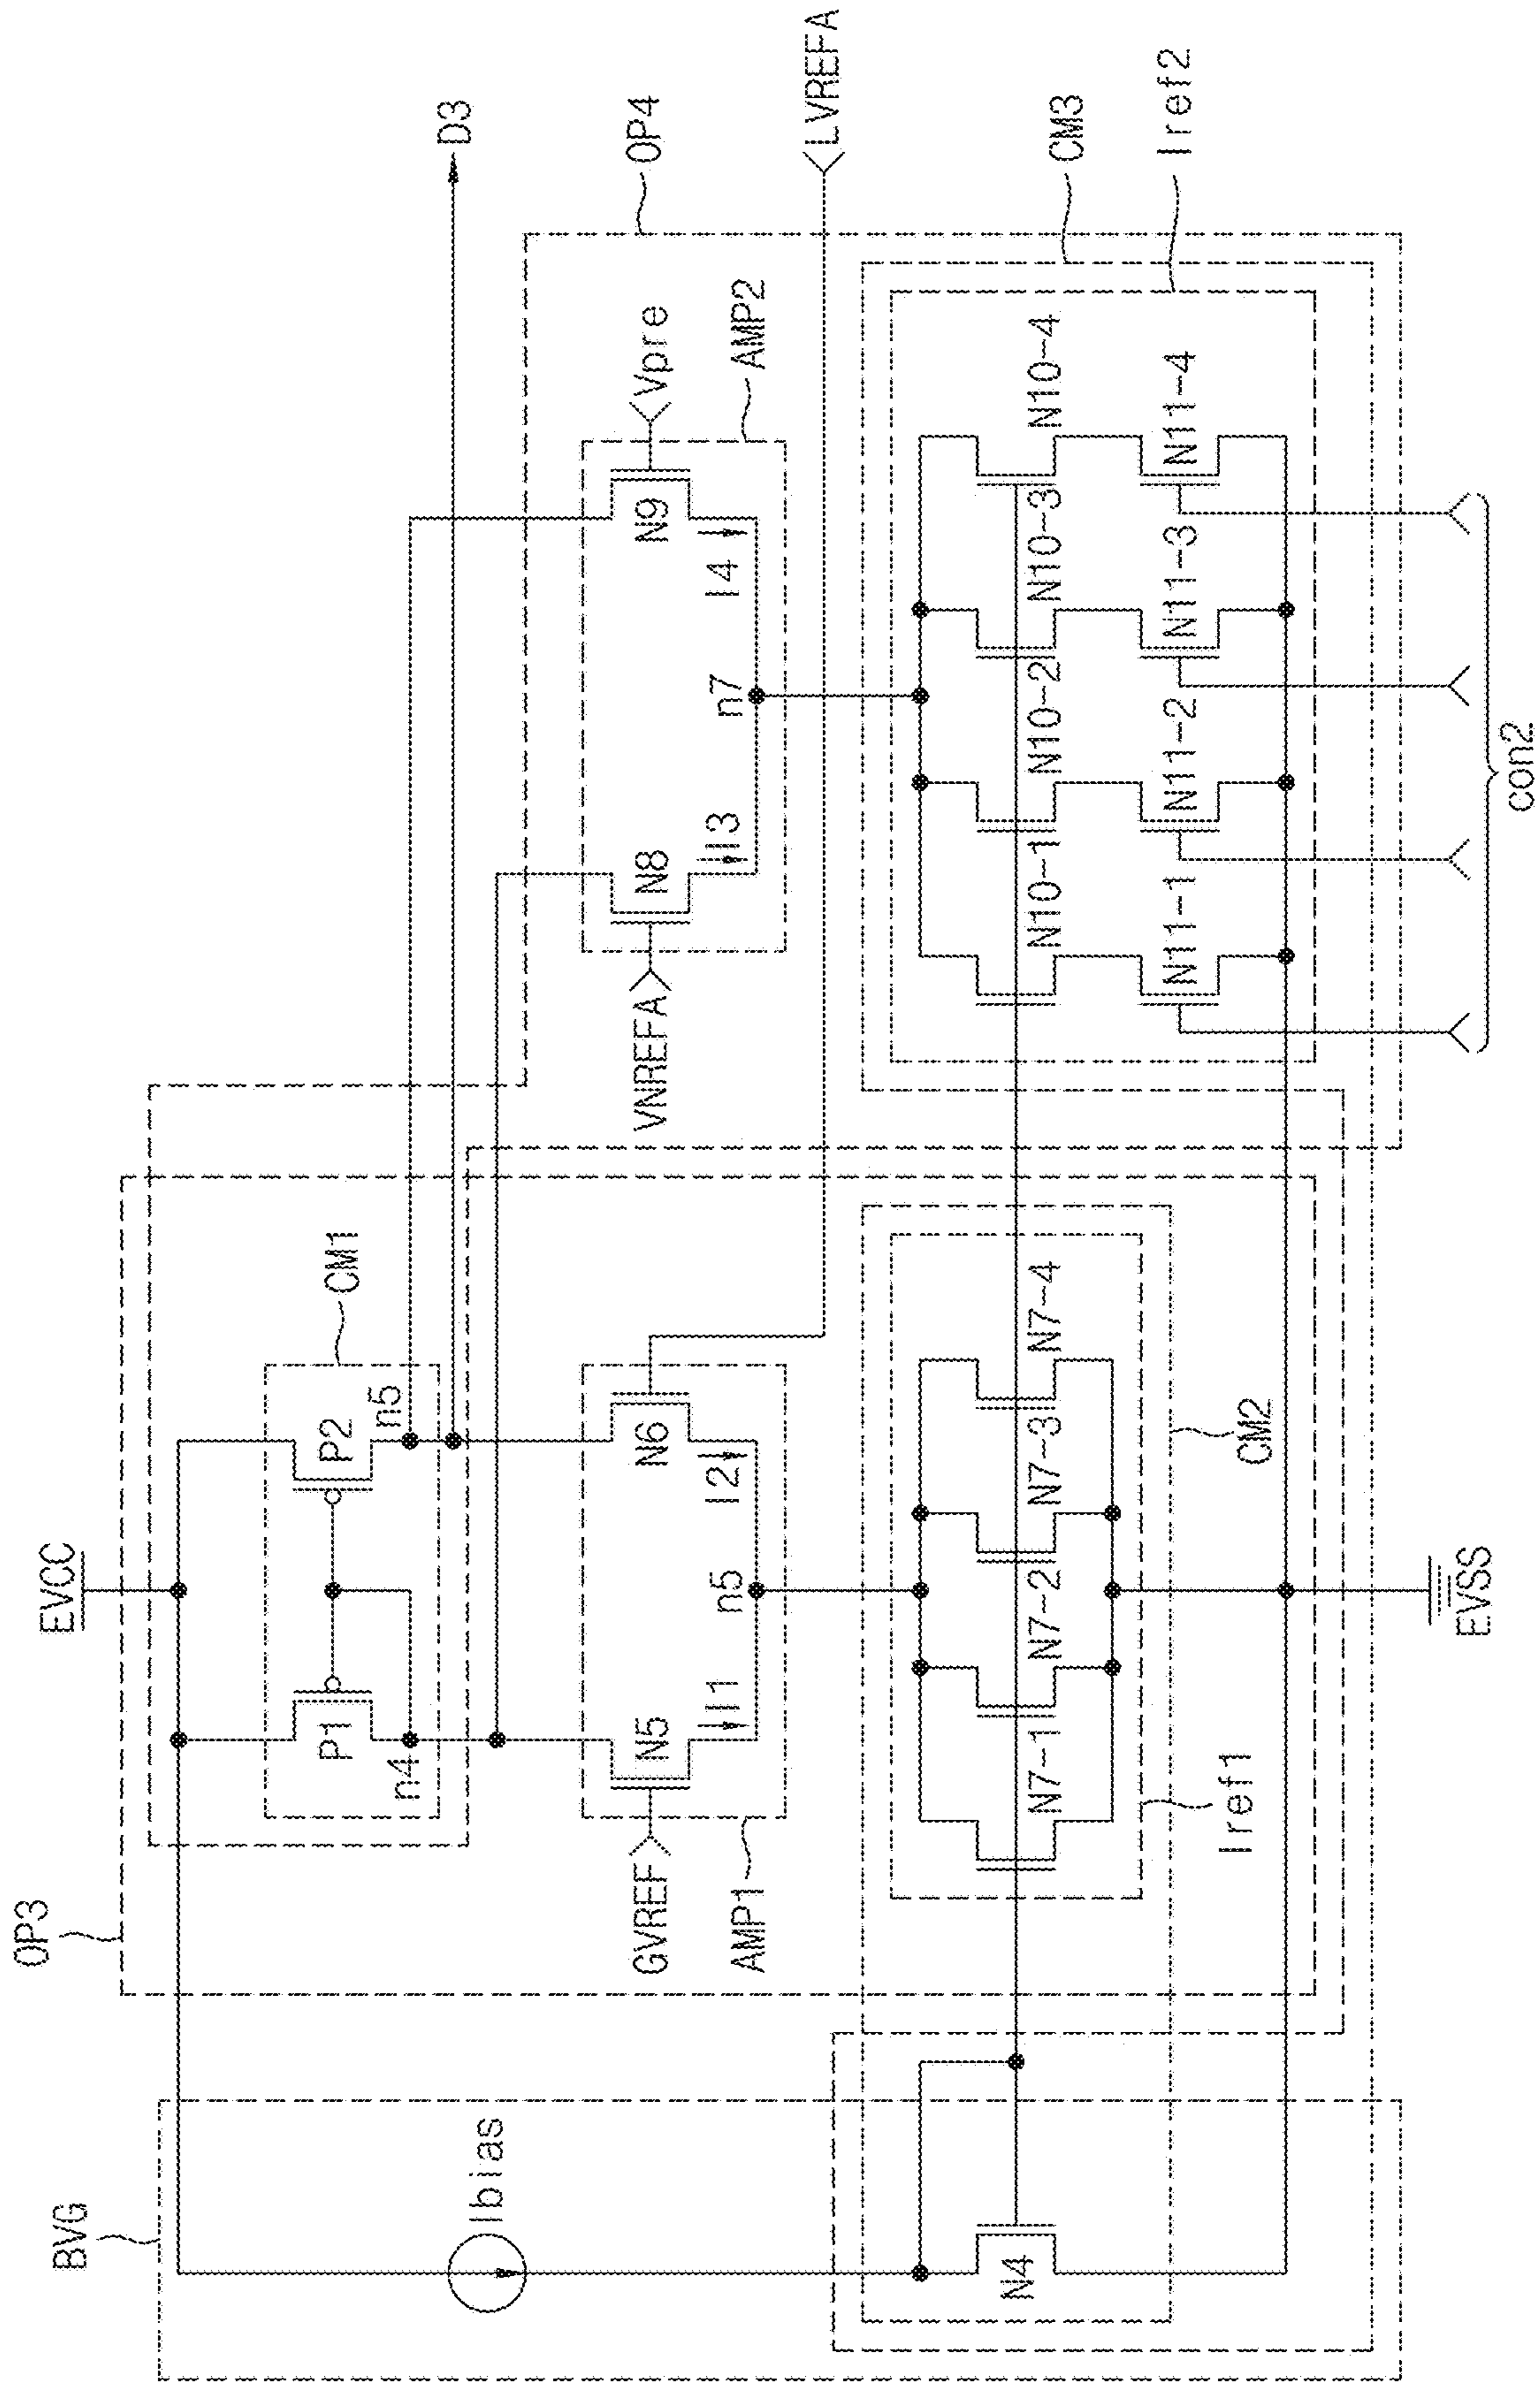 BVG
OP3
EVCC
Ibias
P1
P2
CM1
n4
n5
D3
OP4
GVREF
N5
N6
I1
I2
n5
AMP1
VNREFA
N8
N9
Vpre
I3
I4
n7
AMP2
LVREFA
N4
N7-1
N7-2
N7-3
N7-4
Iref1
CM2
N10-1
N10-2
N10-3
N10-4
N11-1
N11-2
N11-3
N11-4
CM3
Iref2
EVSS
con2